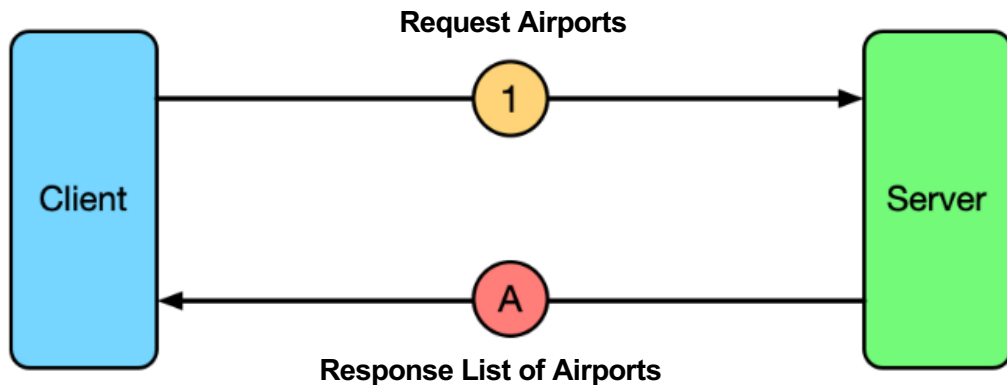 Request Airports
1
Client
Server
A
Response List of Airports